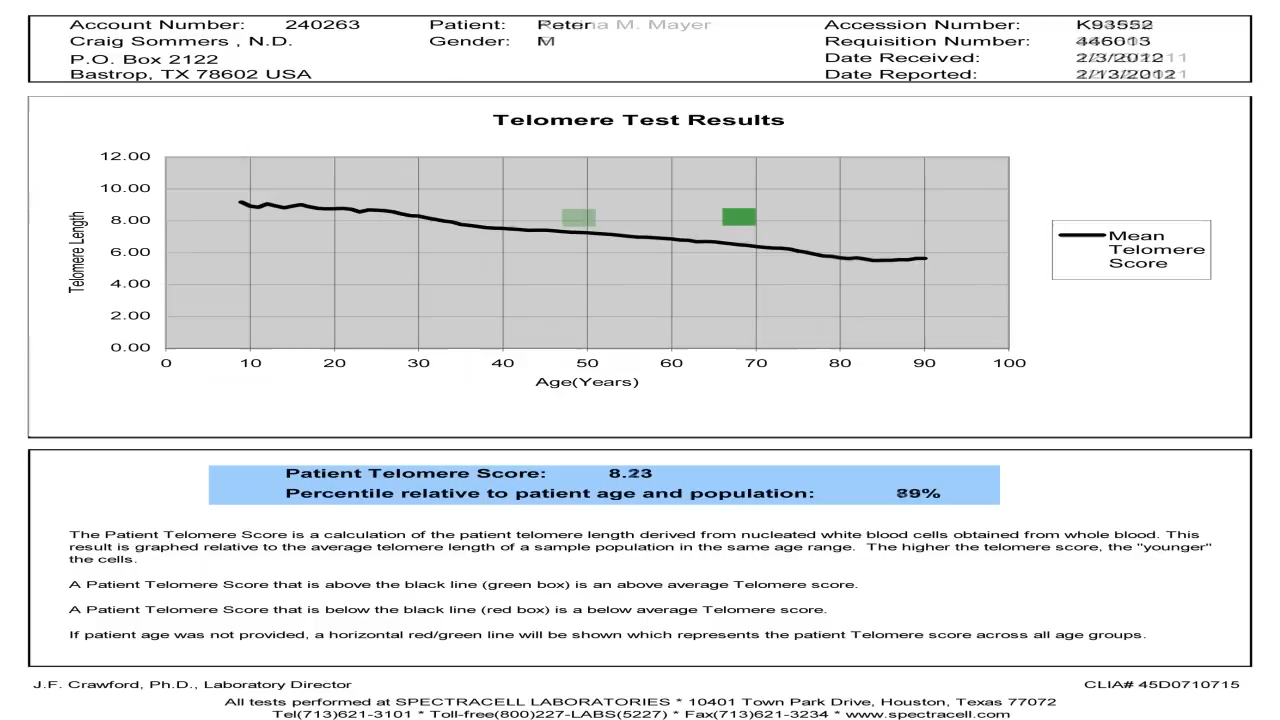 Account Number: 240263
Patient: Peter M. Mayer
Accession Number: K93552
Craig Sommers , N.D.
Gender: M
Requisition Number: 446013
P.O. Box 2122
Date Received: 2/3/2012
Bastrop, TX 78602 USA
Date Reported: 2/13/2012
Telomere Test Results
12.00
10.00
8.00
6.00
4.00
2.00
0.00
Telomere Length
0 10 20 30 40 50 60 70 80 90 100
Age(Years)
Mean
Telomere
Score
Patient Telomere Score: 8.23
Percentile relative to patient age and population:
The Patient Telomere Score is a calculation of the patient telomere length derived from nucleated white blood cells obtained from whole blood. This
result is graphed relative to the average telomere length of a sample population in the same age range. The higher the telomere score, the "younger"
the cells.
A Patient Telomere Score that is above the black line (green box) is an above average Telomere score.
A Patient Telomere Score that is below the black line (red box) is a below average Telomere score.
If patient age was not provided, a horizontal red/green line will be shown which represents the patient Telomere score across all age groups.
J.F. Crawford, Ph.D., Laboratory Director
CLIA# 45D0710715
All tests performed at SPECTRACELL LABORATORIES * 10401 Town Park Drive, Houston, Texas 77072
Tel(713)621-3101 * Toll-free(800)227-LABS(5227) * Fax(713)621-3234 * www.spectracell.com